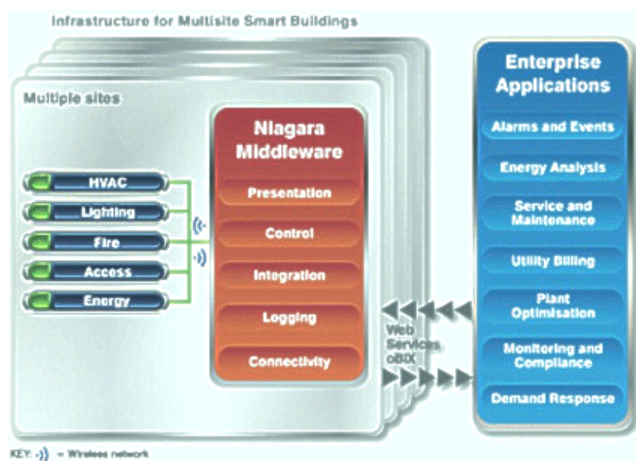 Infrastructure for Multisite Smart Buildings
Multiple sites
HVAC
Lighting
Fire
Access
Energy
Niagara
Middleware
Presentation
Control
Integration
Logging
Connectivity
Web
Services
oBIX
Enterprise
Applications
Alarms and Events
Energy Analysis
Service and
Maintenance
Utility Billing
Plant
Optimisation
Monitoring and
Compliance
Demand Response
KEY: = Wireless network